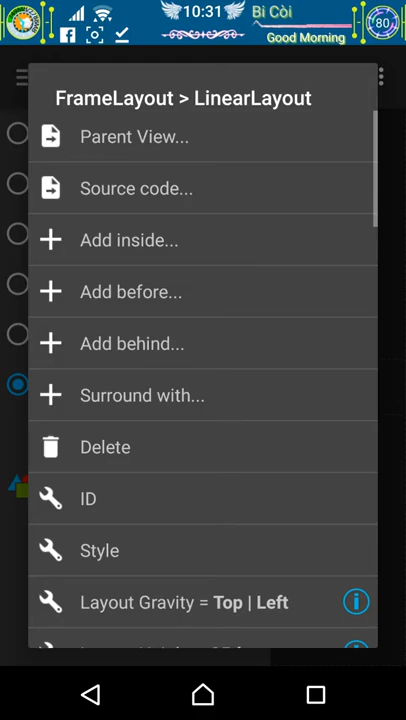 10:31
Bi Còi
80
Good Morning
FrameLayout > LinearLayout
Parent View...
Source code...
Add inside...
Add before...
Add behind...
Surround with...
Delete
ID
Style
Layout Gravity = Top | Left